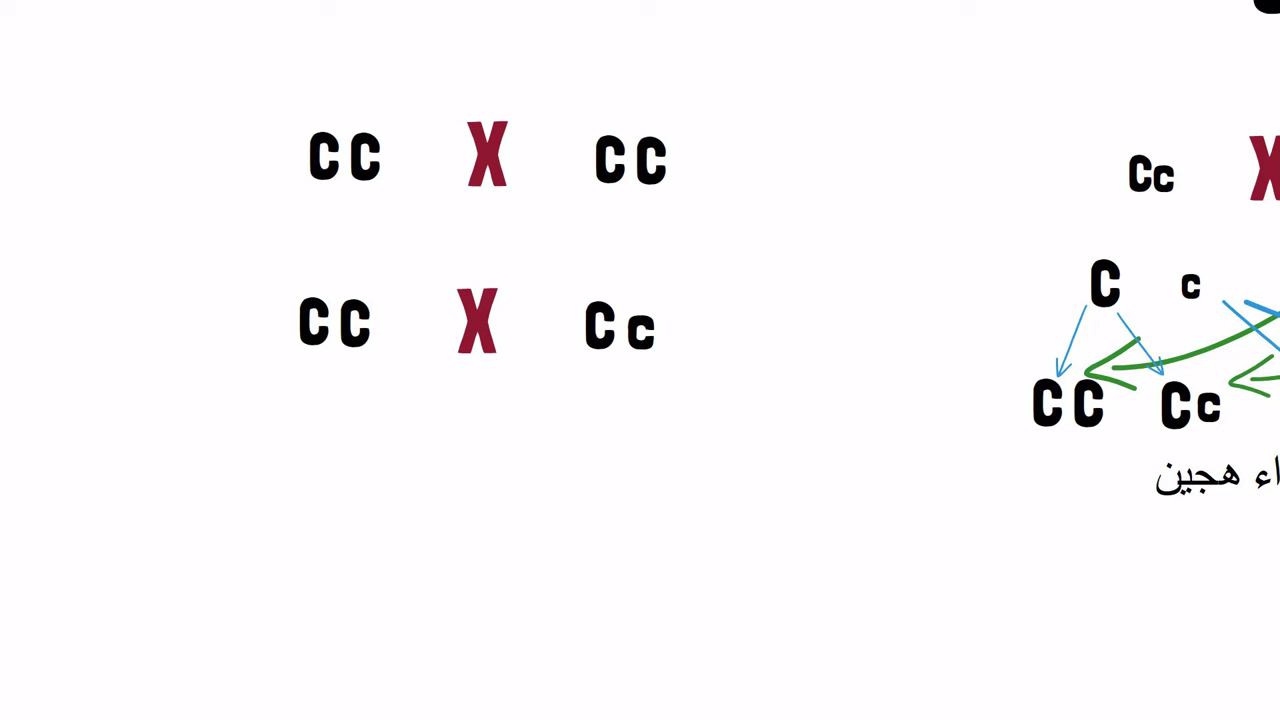 CC X CC
CC X Cc
Cc X
C c
CC Cc
هجين